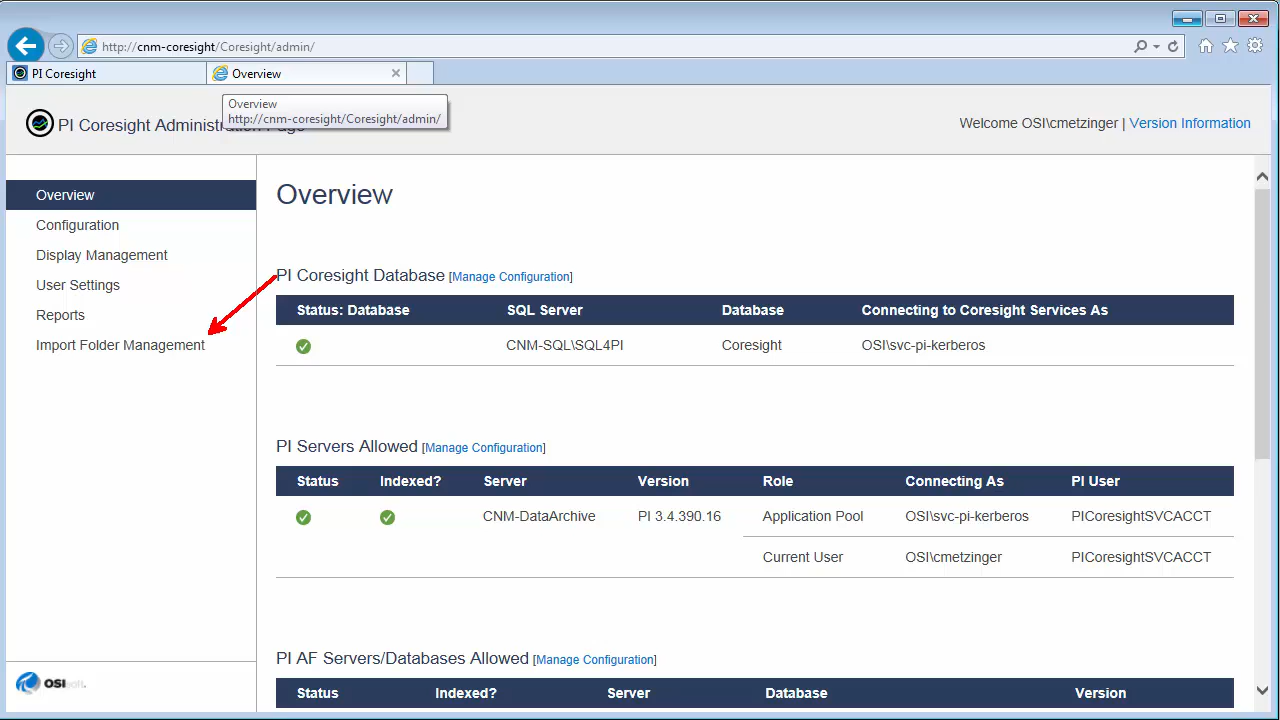 http://cnm-coresight/Coresight/admin/
PI Coresight
Overview
Overview
http://cnm-coresight/Coresight/admin/
PI Coresight Administration Page
Welcome OSI\cmetzinger | Version Information
Overview
Configuration
Display Management
User Settings
Reports
Import Folder Management
Overview
PI Coresight Database [Manage Configuration]
Status: Database SQL Server Database Connecting to Coresight Services As
CNM-SQL\SQL4PI Coresight OSI\svc-pi-kerberos
PI Servers Allowed [Manage Configuration]
Status Indexed? Server Version Role Connecting As PI User
CNM-DataArchive PI 3.4.390.16 Application Pool OSI\svc-pi-kerberos PICoresightSVCACCT
Current User OSI\cmetzinger PICoresightSVCACCT
PI AF Servers/Databases Allowed [Manage Configuration]
Status Indexed? Server Database Version
OSIsoft.